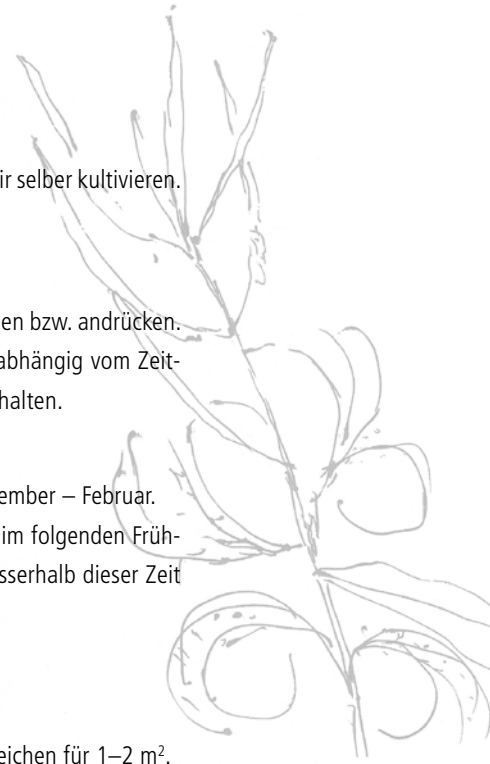 ir selber kultivieren.
en bzw. andrücken.
abhängig vom Zeit-
halten.
ember – Februar.
im folgenden Früh-
sserhalb dieser Zeit
eichen für 1–2 m².